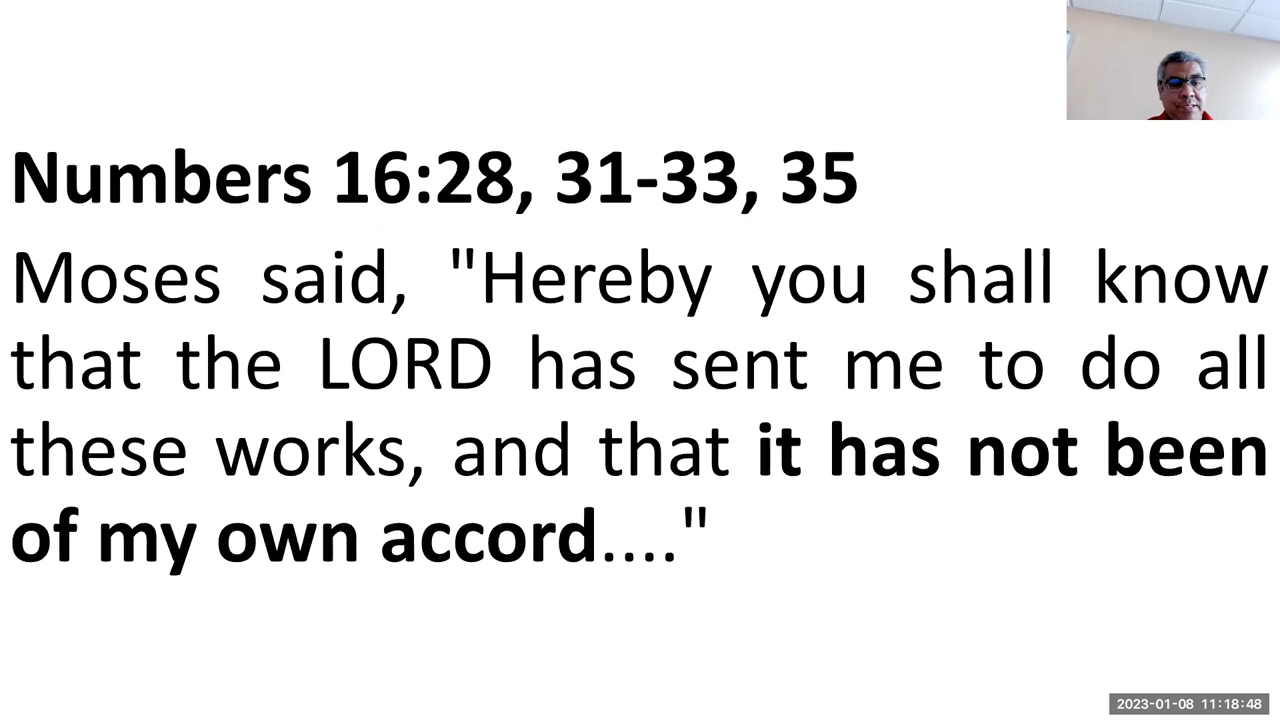 Numbers 16:28, 31-33, 35
Moses said, "Hereby you shall know
that the LORD has sent me to do all
these works, and that it has not been
of my own accord...."
2023-01-08 11:18:48